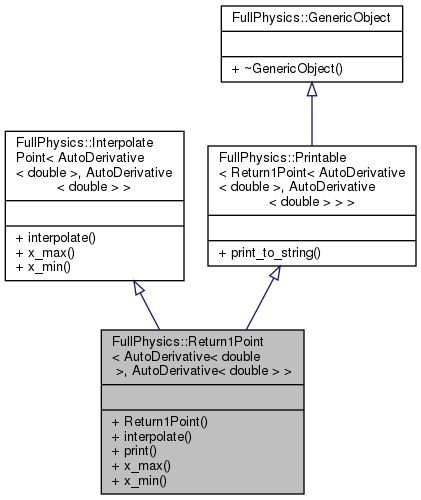 FullPhysics::GenericObject
+ ~GenericObject()
FullPhysics::Interpolate
Point< AutoDerivative
< double >, AutoDerivative
< double > >
+ interpolate()
+ x_max()
+ x_min()
FullPhysics::Printable
< Return1Point< AutoDerivative
< double >, AutoDerivative
< double > > >
+ print_to_string()
FullPhysics::Return1Point
< AutoDerivative< double
>, AutoDerivative< double > >
+ Return1Point()
+ interpolate()
+ print()
+ x_max()
+ x_min()